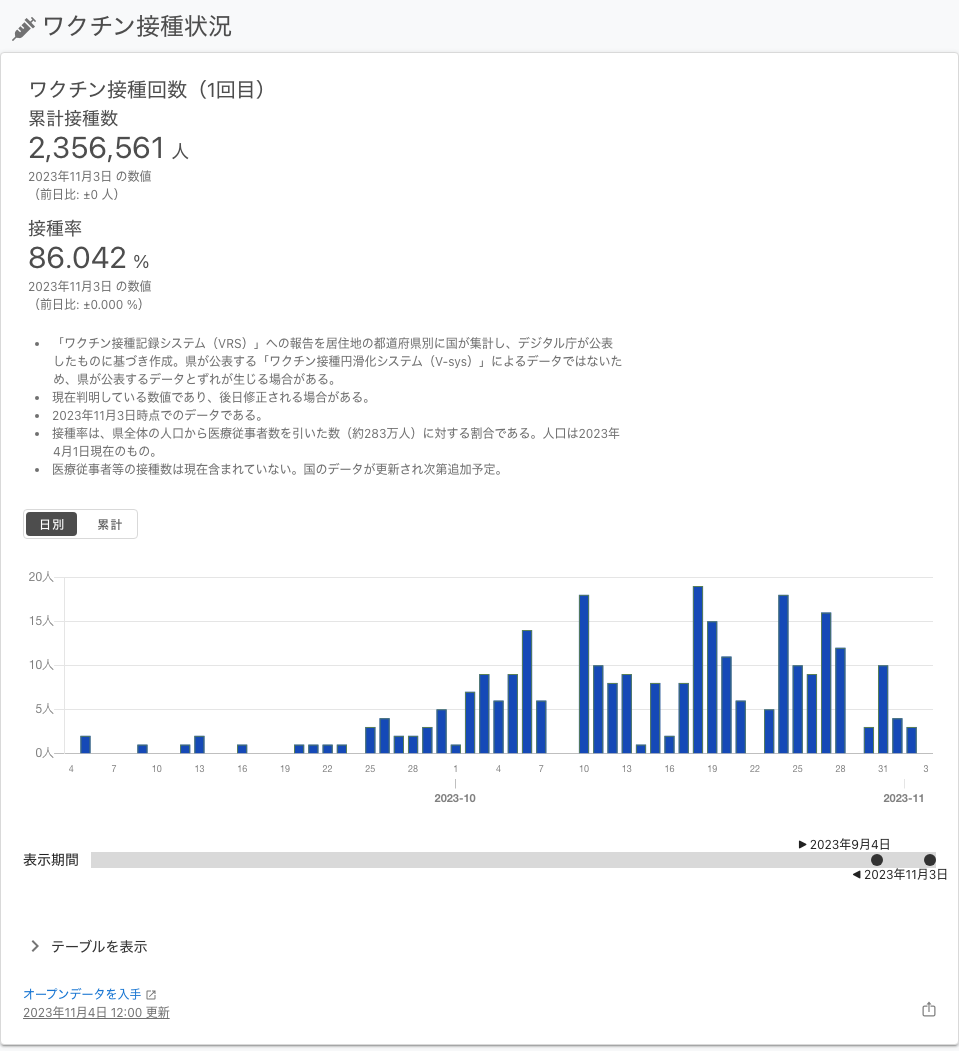 ワクチン接種状況
ワクチン接種回数（1回目）
累計接種数
2,356,561 人
2023年11月3日 の数値
（前日比: ±0 人）
接種率
86.042 %
2023年11月3日 の数値
（前日比: ±0.000 %）
• 「ワクチン接種記録システム（VRS）」への報告を居住地の都道府県別に国が集計し、デジタル庁が公表
したものに基づき作成。県が公表する「ワクチン接種円滑化システム（V-sys）」によるデータではないた
め、県が公表するデータとずれが生じる場合がある。
• 現在判明している数値であり、後日修正される場合がある。
• 2023年11月3日時点でのデータである。
• 接種率は、県全体の人口から医療従事者数を引いた数（約283万人）に対する割合である。人口は2023年
4月1日現在のもの。
• 医療従事者等の接種数は現在含まれていない。国のデータが更新され次第追加予定。
日別 累計
20人
15人
10人
5人
0人
4 7 10 13 16 19 22 25 28 1 4 7 10 13 16 19 22 25 28 31 3
2023-10 2023-11
▶ 2023年9月4日
表示期間
◀ 2023年11月3日
テーブルを表示
オープンデータを入手
2023年11月4日 12:00 更新